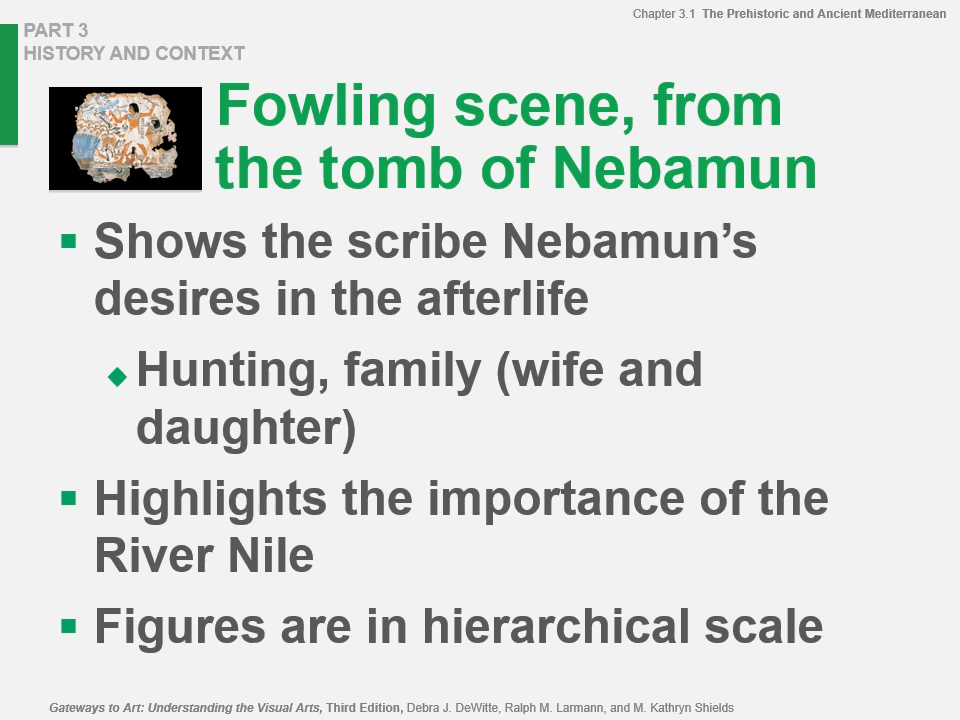 Chapter 3.1 The Prehistoric and Ancient Mediterranean
PART 3
HISTORY AND CONTEXT
Fowling scene, from
the tomb of Nebamun
Shows the scribe Nebamun’s
desires in the afterlife
Hunting, family (wife and
daughter)
Highlights the importance of the
River Nile
Figures are in hierarchical scale
Gateways to Art: Understanding the Visual Arts, Third Edition, Debra J. DeWitte, Ralph M. Larmann, and M. Kathryn Shields